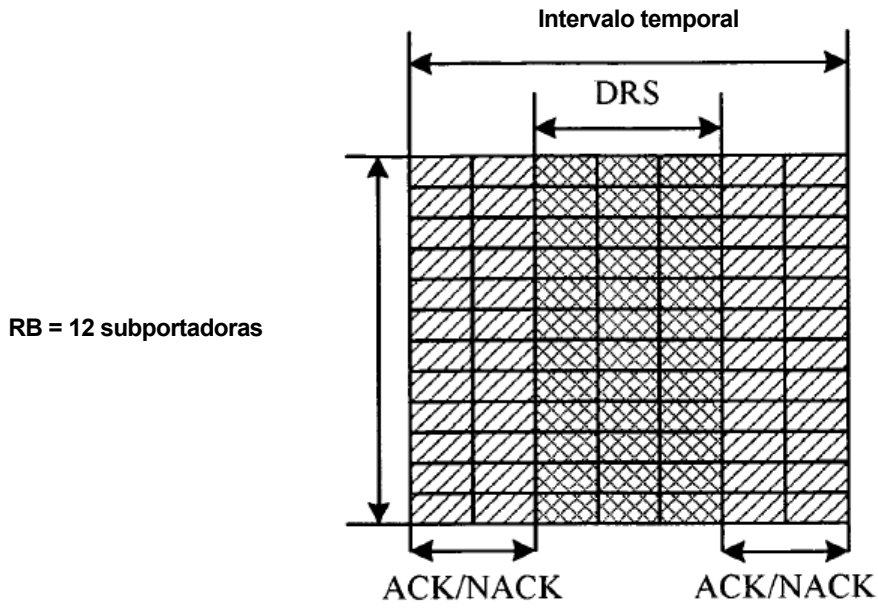 Intervalo temporal
DRS
RB = 12 subportadoras
ACK/NACK
ACK/NACK